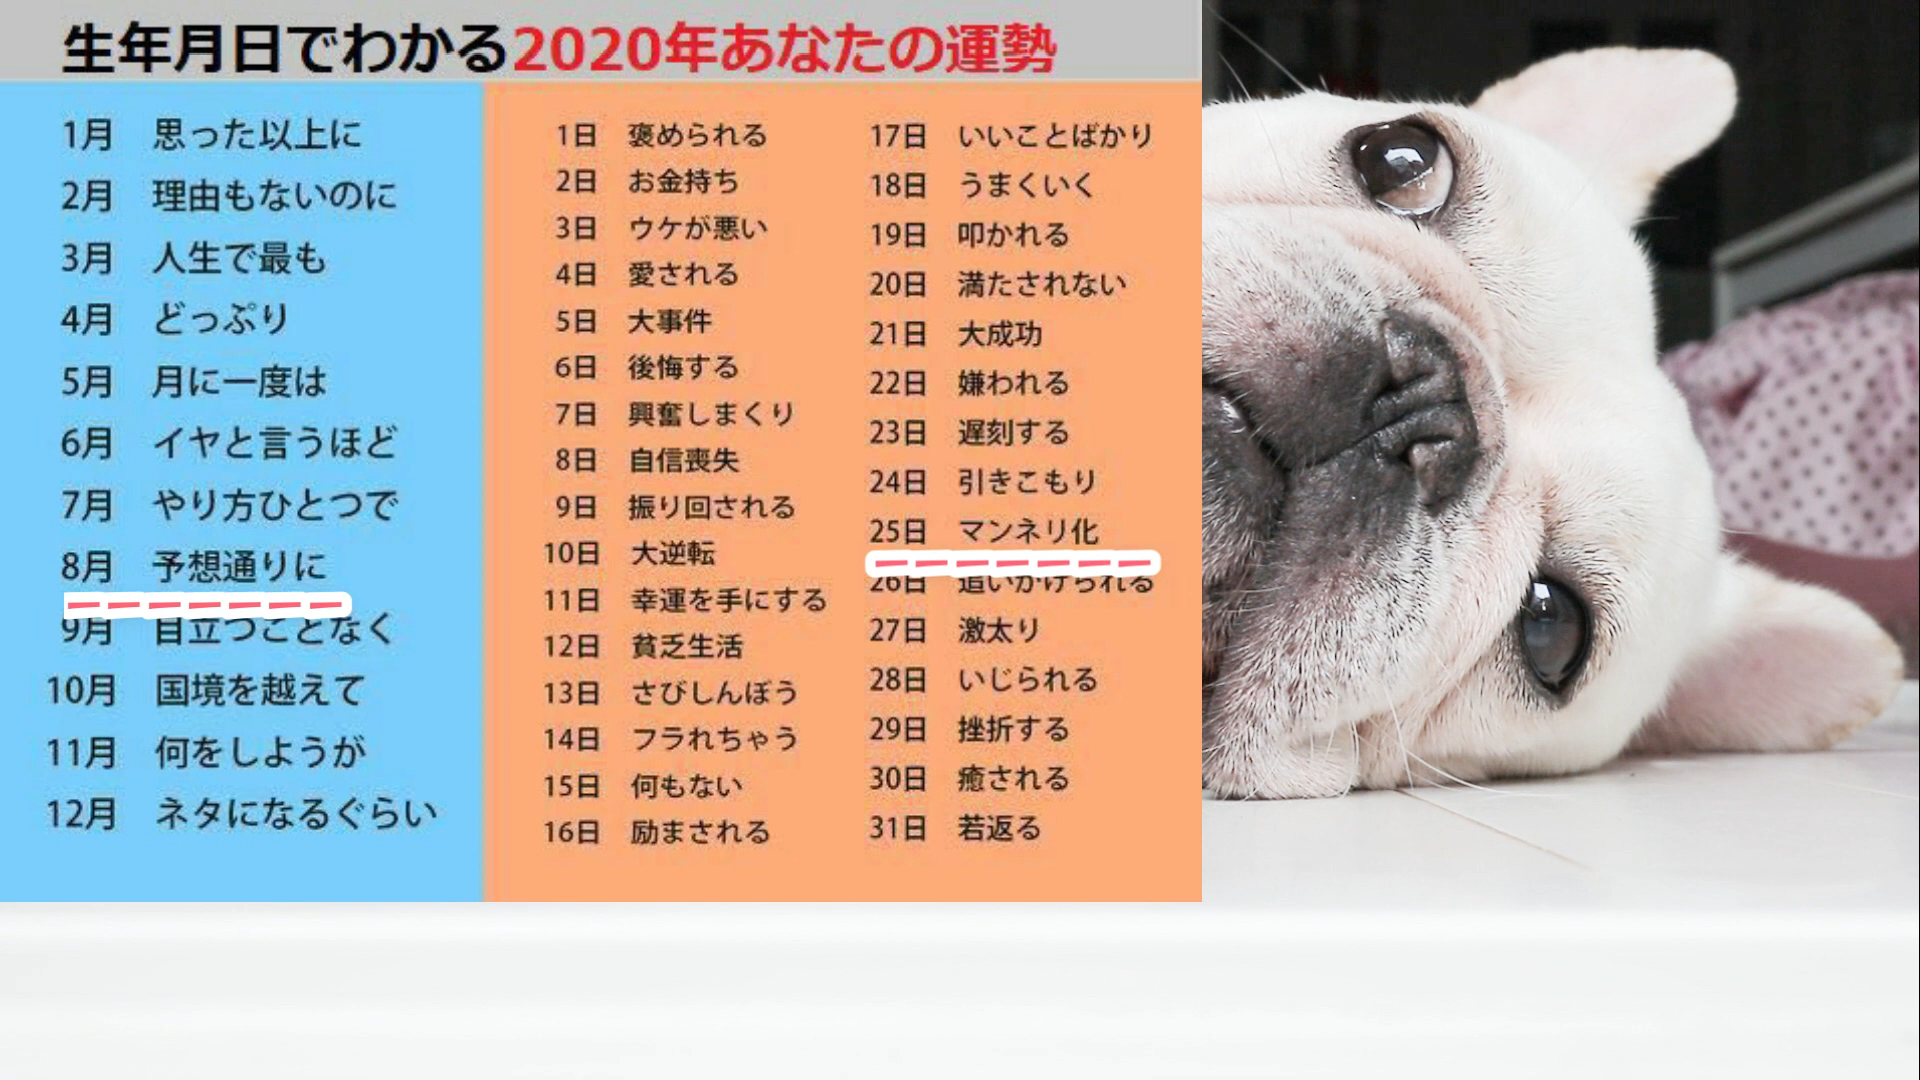 生年月日でわかる2020年あなたの運勢
1月 思った以上に
2月 理由もないのに
3月 人生で最も
4月 どっぷり
5月 月に一度は
6月 イヤと言うほど
7月 やり方ひとつで
8月 予想通りに
9月 目立つことなく
10月 国境を越えて
11月 何をしようが
12月 ネタになるぐらい
1日 褒められる
2日 お金持ち
3日 ウケが悪い
4日 愛される
5日 大事件
6日 後悔する
7日 興奮しまくり
8日 自信喪失
9日 振り回される
10日 大逆転
11日 幸運を手にする
12日 貧乏生活
13日 さびしんぼう
14日 フラれちゃう
15日 何もない
16日 励まされる
17日 いいことばかり
18日 うまくいく
19日 叩かれる
20日 満たされない
21日 大成功
22日 嫌われる
23日 遅刻する
24日 引きこもり
25日 マンネリ化
26日 追いかけられる
27日 激太り
28日 いじられる
29日 挫折する
30日 癒される
31日 若返る